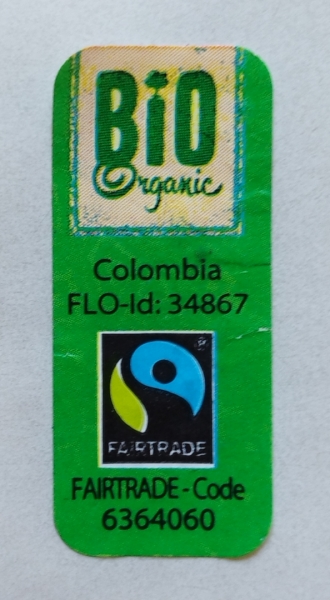 BiO
Organic
Colombia
FLO-Id: 34867
FAIRTRADE
FAIRTRADE - Code
6364060